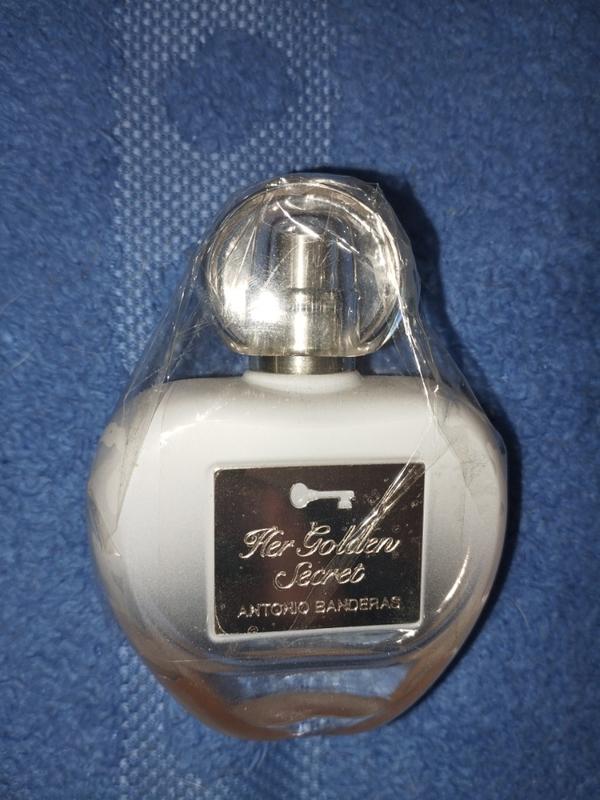 Her Golden
Secret
ANTONIO BANDERAS